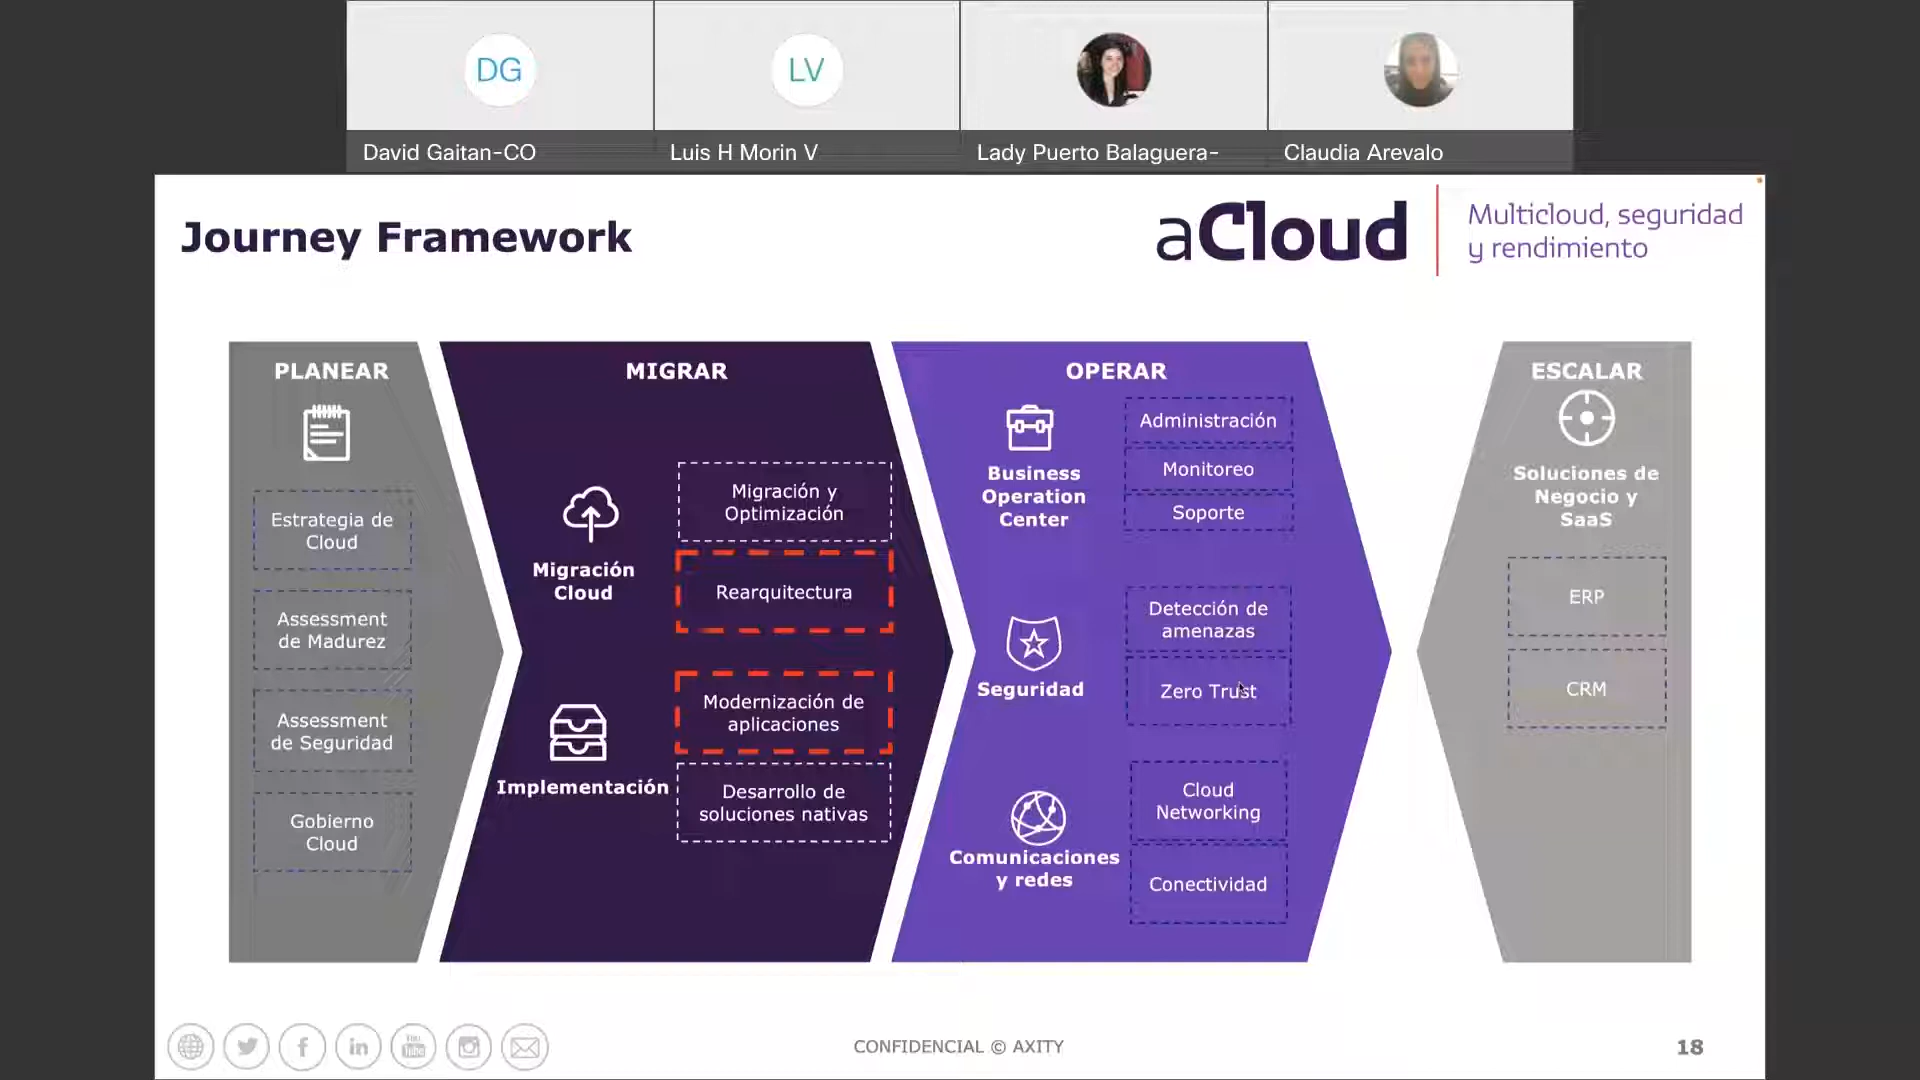 DG
LV
David Gaitan-CO
Luis H Morin V
Lady Puerto Balaguera-
Claudia Arevalo
Journey Framework
aCloud
Multicloud, seguridad
y rendimiento
PLANEAR
Estrategia de
Cloud
Assessment
de Madurez
Assessment
de Seguridad
Gobierno
Cloud
MIGRAR
Migración
Cloud
Migración y
Optimización
Rearquitectura
Implementación
Modernización de
aplicaciones
Desarrollo de
soluciones nativas
OPERAR
Business
Operation
Center
Administración
Monitoreo
Soporte
Seguridad
Detección de
amenazas
Zero Trust
Comunicaciones
y redes
Cloud
Networking
Conectividad
ESCALAR
Soluciones de
Negocio y
SaaS
ERP
CRM
You
Tube
CONFIDENCIAL © AXITY
18